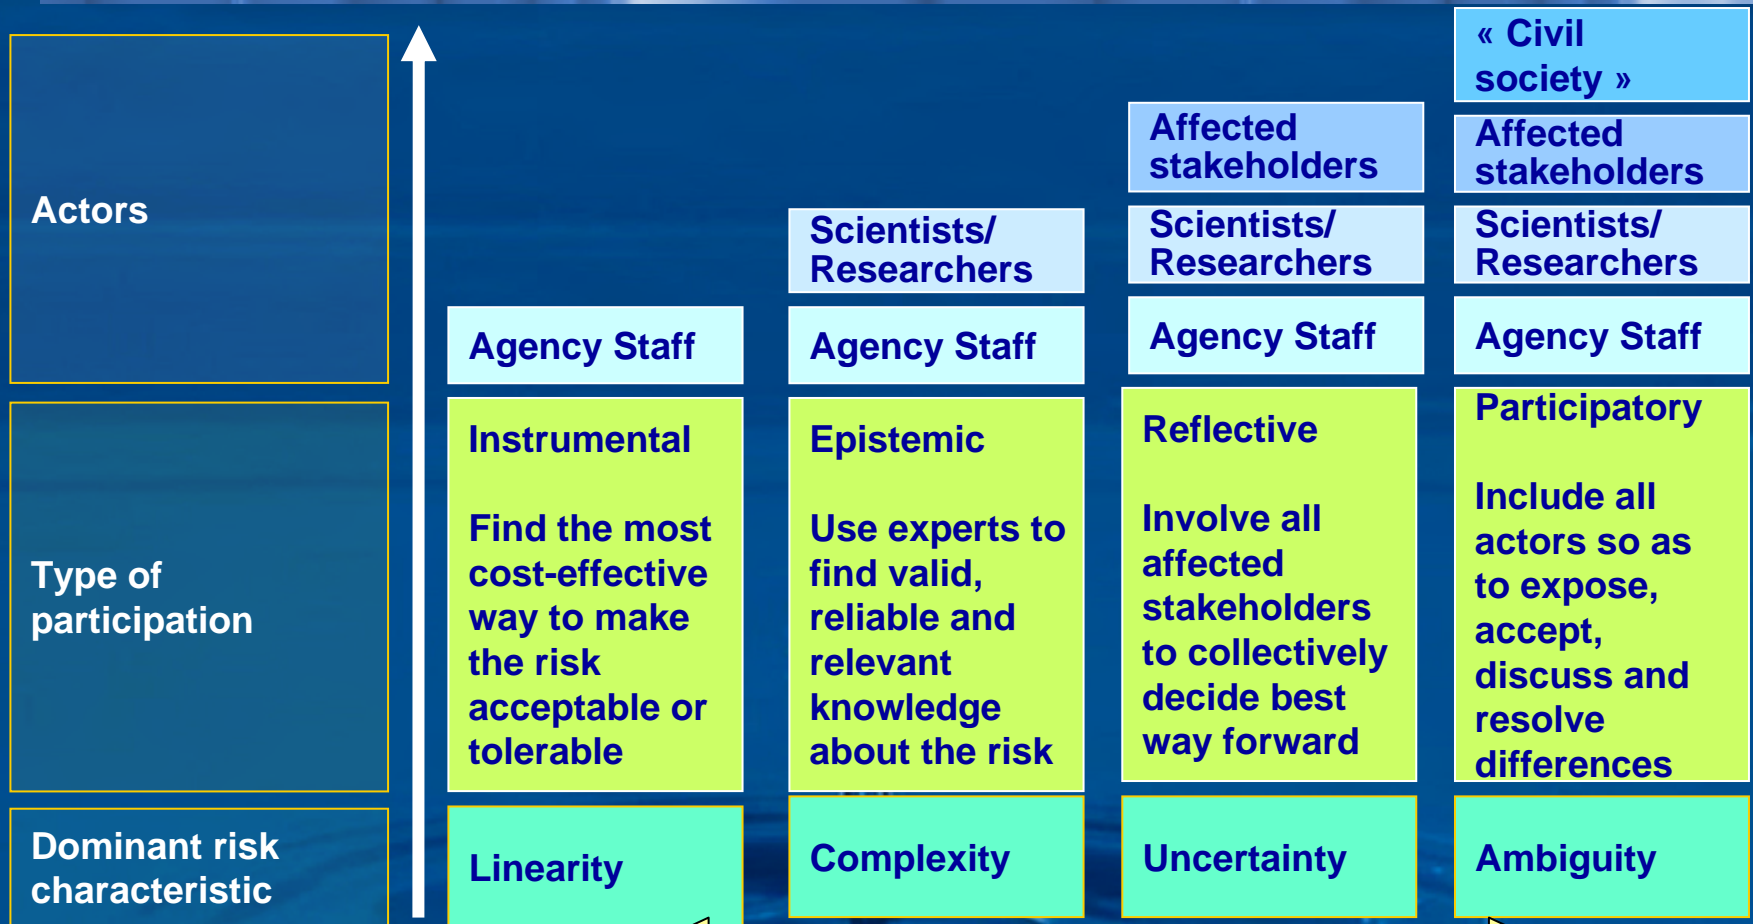 Actors
« Civil
society »
Affected
stakeholders
Affected
stakeholders
Scientists/
Researchers
Scientists/
Researchers
Scientists/
Researchers
Agency Staff
Agency Staff
Agency Staff
Agency Staff
Type of
participation
Instrumental
Find the most
cost-effective
way to make
the risk
acceptable or
tolerable
Epistemic
Use experts to
find valid,
reliable and
relevant
knowledge
about the risk
Reflective
Involve all
affected
stakeholders
to collectively
decide best
way forward
Participatory
Include all
actors so as
to expose,
accept,
discuss and
resolve
differences
Dominant risk
characteristic
Linearity
Complexity
Uncertainty
Ambiguity